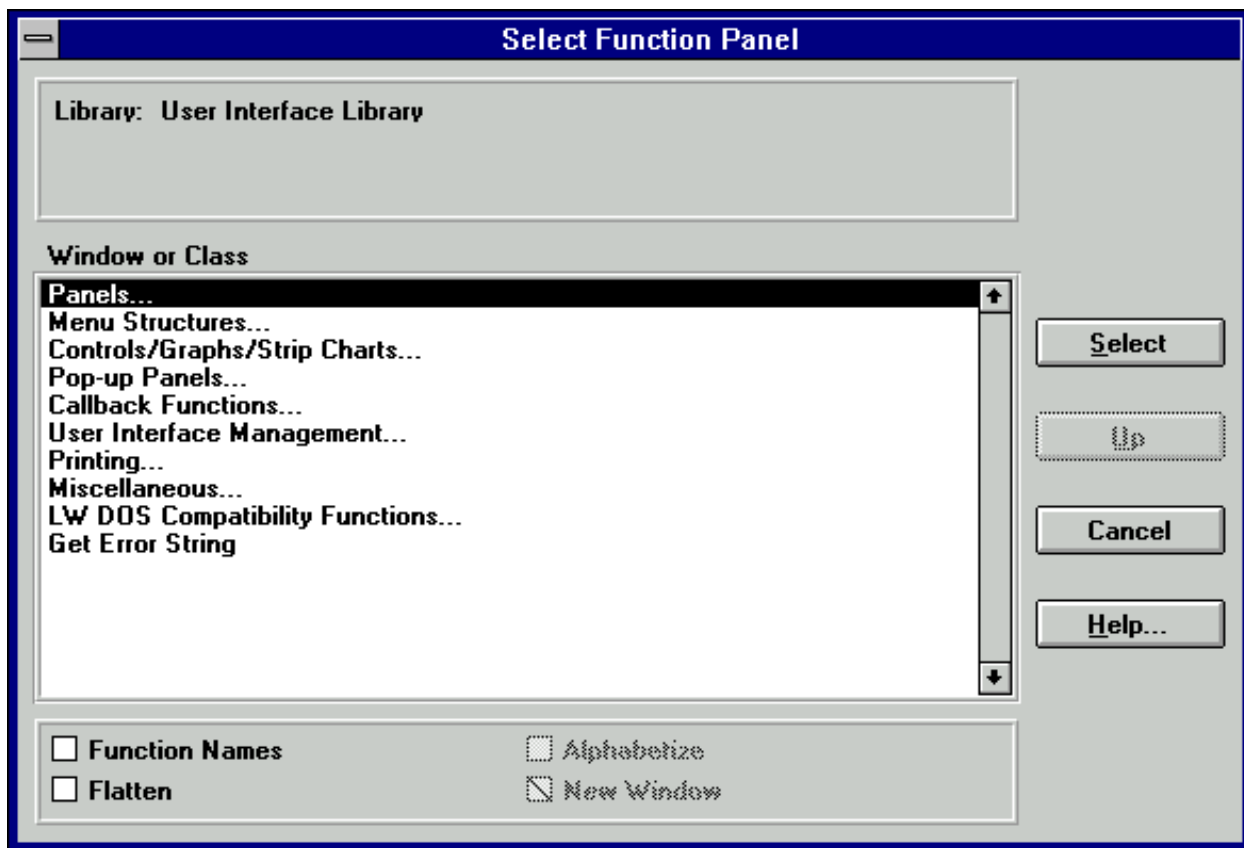 Select Function Panel
Library: User Interface Library
Window or Class
Panels...
Menu Structures...
Controls/Graphs/Strip Charts...
Pop-up Panels...
Callback Functions...
User Interface Management...
Printing...
Miscellaneous...
LW DOS Compatibility Functions...
Get Error String
Select
Up
Cancel
Help...
Function Names
Alphabetize
Flatten
New Window